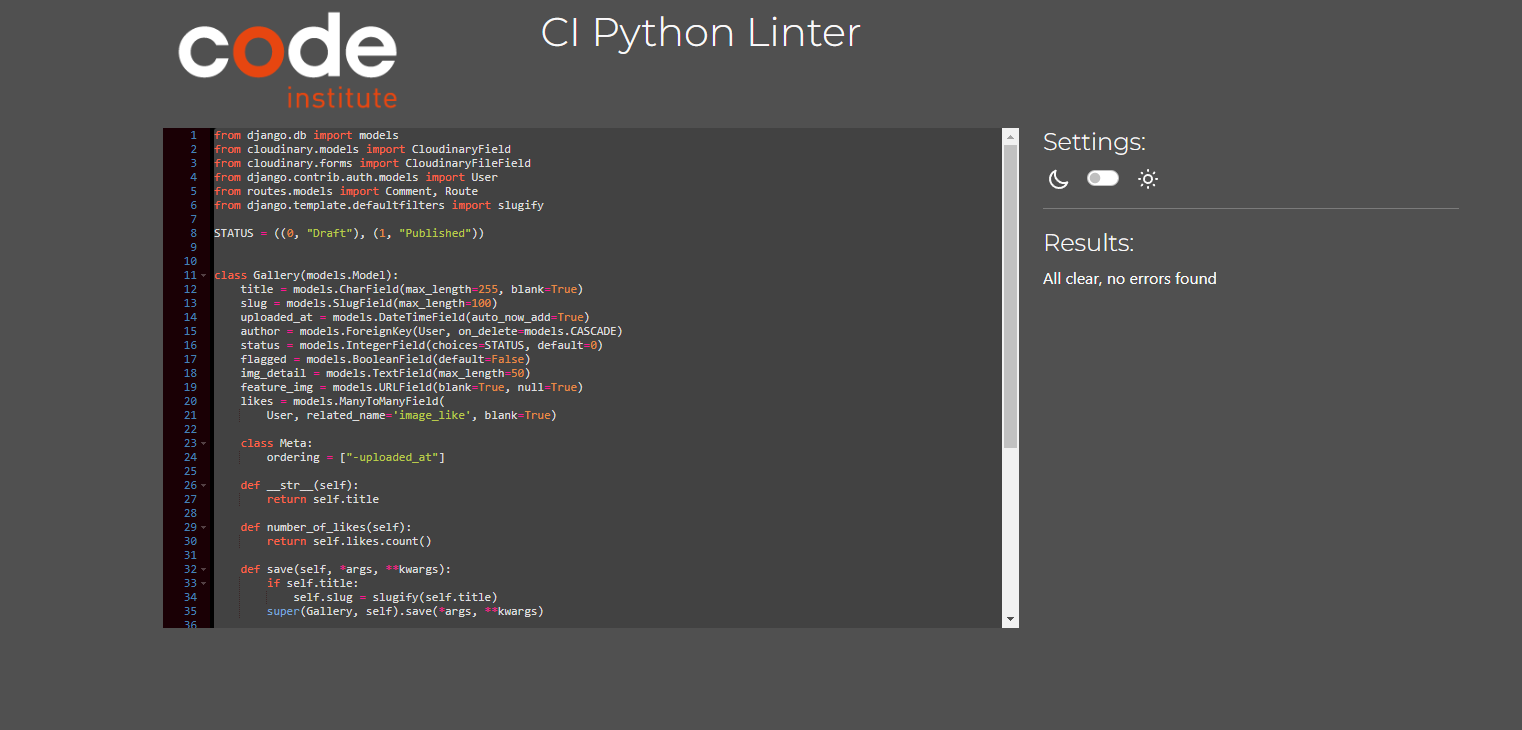 code
institute
CI Python Linter
1 from django.db import models
2 from cloudinary.models import CloudinaryField
3 from cloudinary.forms import CloudinaryFileField
4 from django.contrib.auth.models import User
5 from routes.models import Comment, Route
6 from django.template.defaultfilters import slugify
7
8 STATUS = ((0, "Draft"), (1, "Published"))
9
10
11 class Gallery(models.Model):
12     title = models.CharField(max_length=255, blank=True)
13     slug = models.SlugField(max_length=100)
14     uploaded_at = models.DateTimeField(auto_now_add=True)
15     author = models.ForeignKey(User, on_delete=models.CASCADE)
16     status = models.IntegerField(choices=STATUS, default=0)
17     flagged = models.BooleanField(default=False)
18     img_detail = models.TextField(max_length=50)
19     feature_img = models.URLField(blank=True, null=True)
20     likes = models.ManyToManyField(
21         User, related_name='image_like', blank=True)
22
23     class Meta:
24         ordering = ["-uploaded_at"]
25
26     def __str__(self):
27         return self.title
28
29     def number_of_likes(self):
30         return self.likes.count()
31
32     def save(self, *args, **kwargs):
33         if self.title:
34             self.slug = slugify(self.title)
35         super(Gallery, self).save(*args, **kwargs)
36
Settings:
Results:
All clear, no errors found